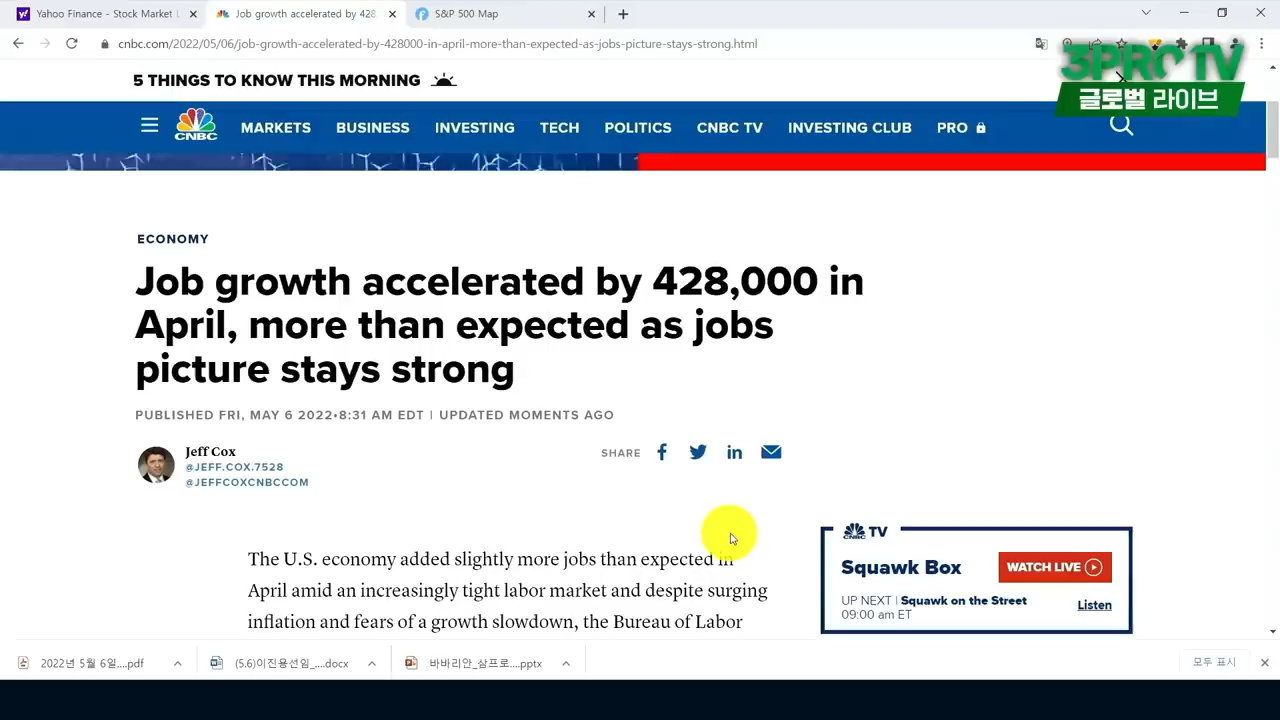 Yahoo Finance - Stock Market L
Job growth accelerated by 428
S&P 500 Map
cnbc.com/2022/05/06/job-growth-accelerated-by-428000-in-april-more-than-expected-as-jobs-picture-stays-strong.html
3PRO TV
글로벌 라이브
5 THINGS TO KNOW THIS MORNING
CNBC
MARKETS BUSINESS INVESTING TECH POLITICS CNBC TV INVESTING CLUB PRO
ECONOMY
Job growth accelerated by 428,000 in
April, more than expected as jobs
picture stays strong
PUBLISHED FRI, MAY 6 2022•8:31 AM EDT | UPDATED MOMENTS AGO
Jeff Cox
@JEFF.COX.7528
@JEFFCOXCNBCCOM
SHARE
The U.S. economy added slightly more jobs than expected in
April amid an increasingly tight labor market and despite surging
inflation and fears of a growth slowdown, the Bureau of Labor
CNBC TV
Squawk Box
WATCH LIVE
UP NEXT | Squawk on the Street
09:00 am ET
Listen
2022년 5월 6일....pdf
(5.6)이진용선임_....docx
바바리안_삼프로....pptx
모두 표시